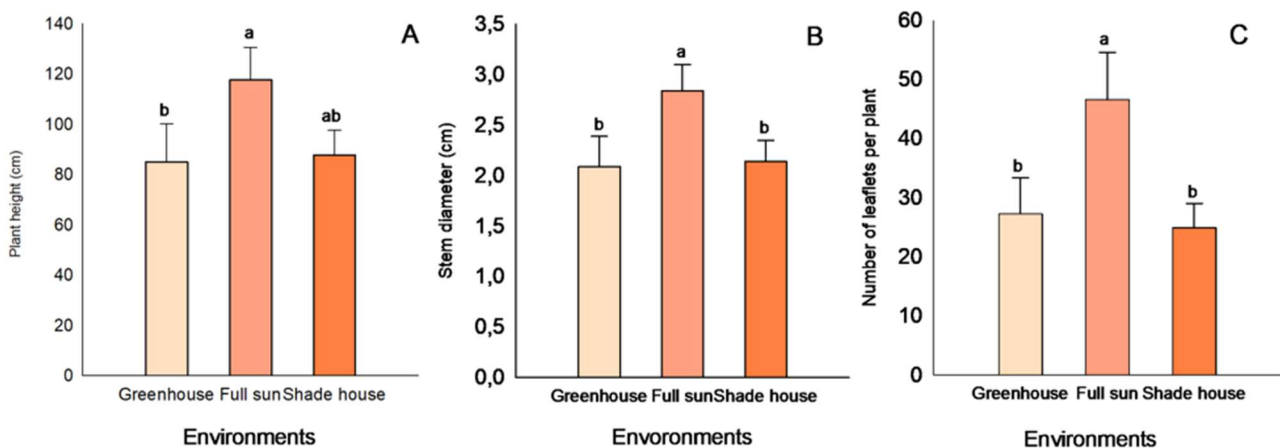 A
Plant height (cm)
140
120
100
80
60
40
20
0
b
a
ab
Greenhouse Full sun Shade house
Environments
B
Stem diameter (cm)
3,5
3,0
2,5
2,0
1,5
1,0
0,5
0,0
b
a
b
Greenhouse Full sun Shade house
Envoronments
C
Number of leaflets per plant
60
50
40
30
20
10
0
b
a
b
Greenhouse Full sun Shade house
Environments